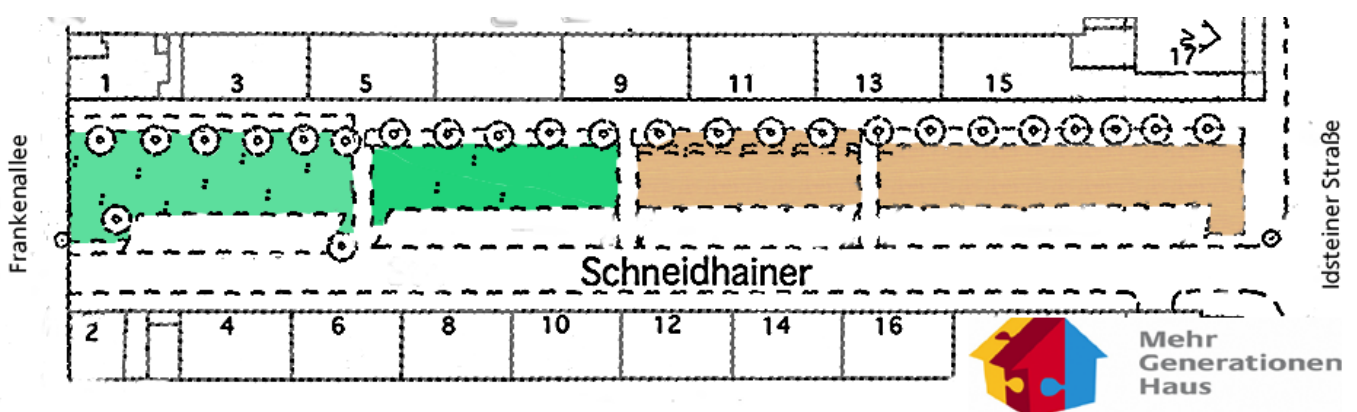 17
1 3 5 9 11 13 15
Frankenallee
Idsteiner Straße
Schneidhainer
2 4 6 8 10 12 14 16
Mehr
Generationen
Haus